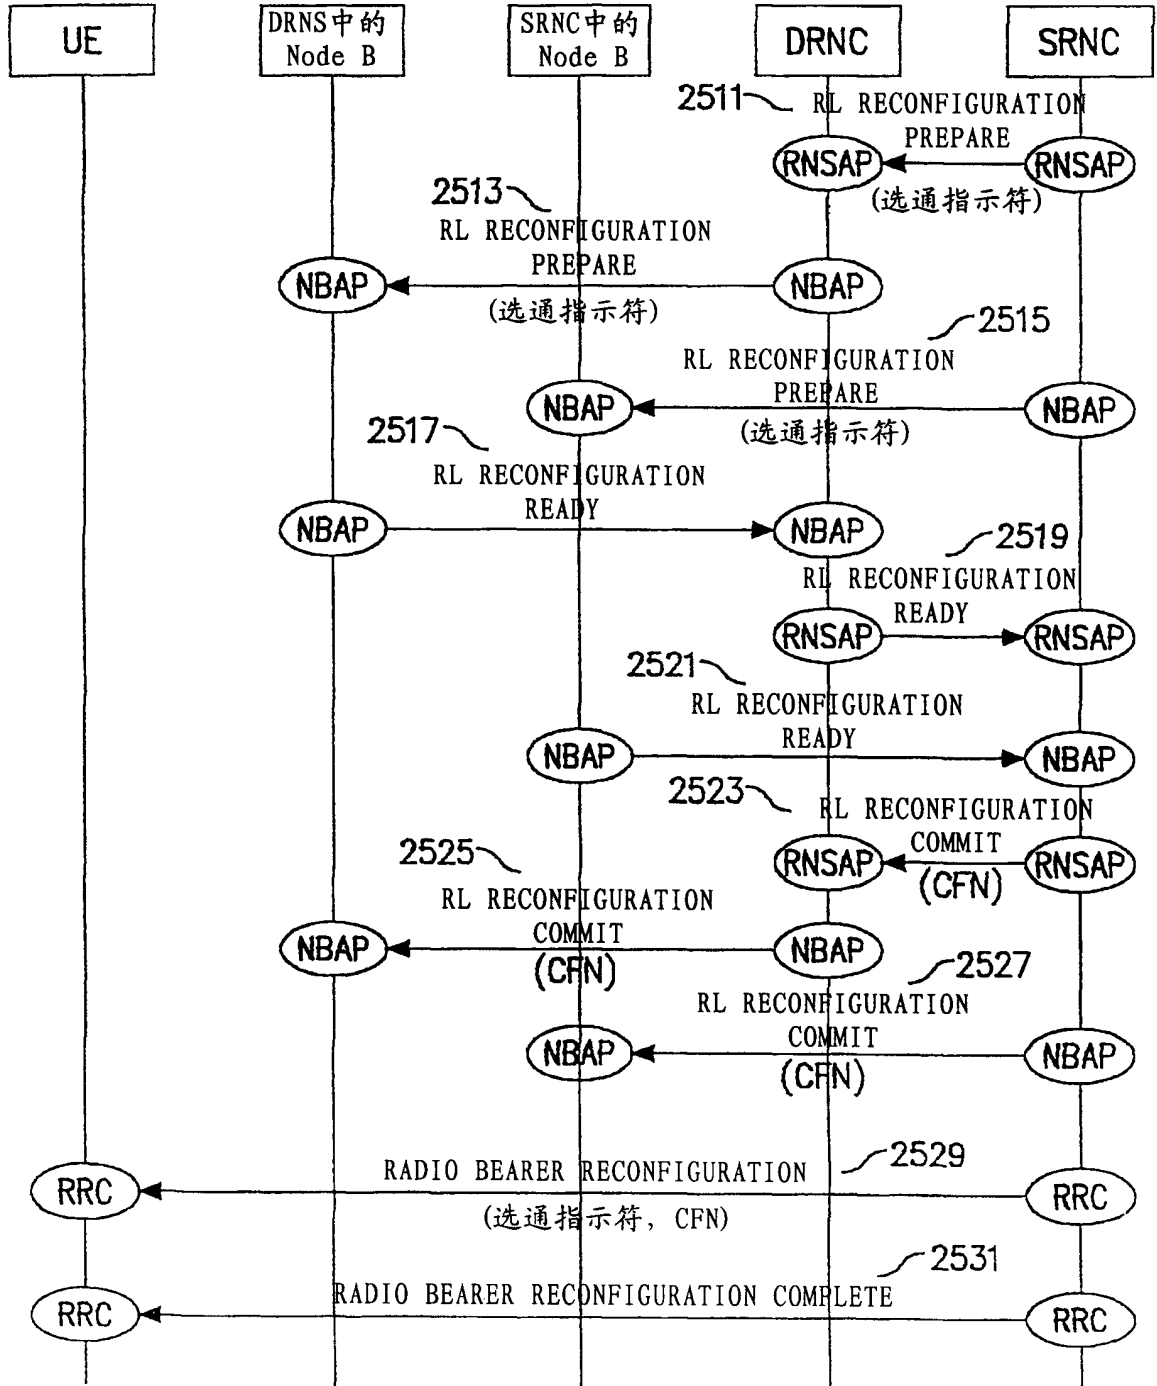 UE
DRNS中的
Node B
SRNC中的
Node B
DRNC
SRNC
2511
RL RECONFIGURATION
PREPARE
RNSAP
RNSAP
(选通指示符)
2513
RL RECONFIGURATION
PREPARE
NBAP
NBAP
(选通指示符)
2515
RL RECONFIGURATION
PREPARE
NBAP
NBAP
(选通指示符)
2517
RL RECONFIGURATION
READY
NBAP
NBAP
2519
RL RECONFIGURATION
READY
RNSAP
RNSAP
2521
RL RECONFIGURATION
READY
NBAP
NBAP
2523
RL RECONFIGURATION
COMMIT
RNSAP
RNSAP
(CFN)
2525
RL RECONFIGURATION
COMMIT
NBAP
NBAP
(CFN)
2527
RL RECONFIGURATION
COMMIT
NBAP
NBAP
(CFN)
2529
RADIO BEARER RECONFIGURATION
RRC
RRC
(选通指示符, CFN)
2531
RADIO BEARER RECONFIGURATION COMPLETE
RRC
RRC